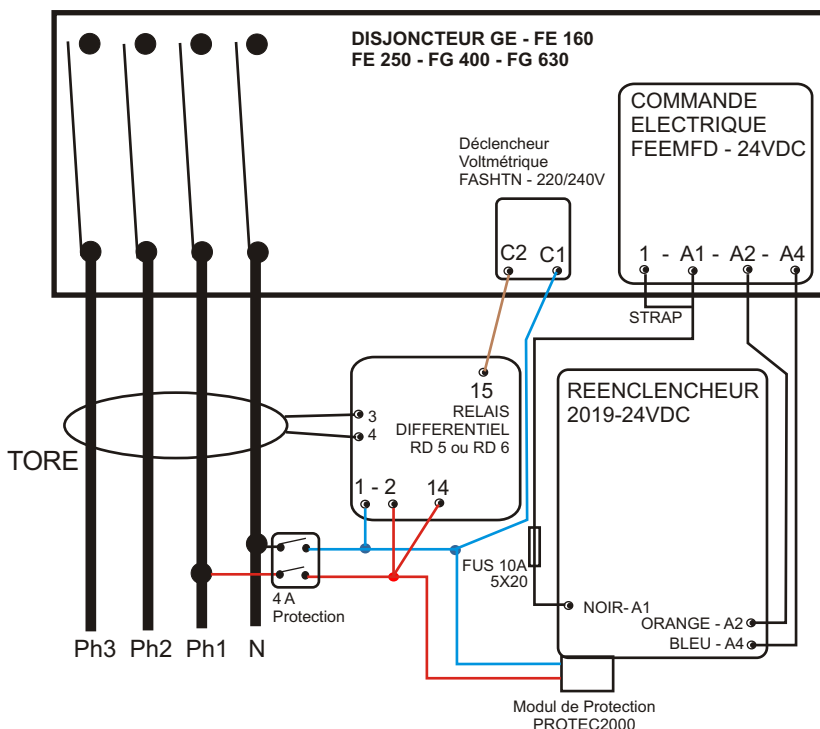 DISJONCTEUR GE - FE 160
FE 250 - FG 400 - FG 630
COMMANDE
ELECTRIQUE
FEEMFD - 24VDC
1 - A1 - A2 - A4
STRAP
Déclencheur
Voltmétrique
FASHTN - 220/240V
C2 C1
15
RELAIS
DIFFERENTIEL
RD 5 ou RD 6
3
4
1 - 2 14
TORE
REENCLENCHEUR
2019-24VDC
FUS 10A
5X20
NOIR- A1
ORANGE - A2
BLEU - A4
4 A
Protection
Ph3 Ph2 Ph1 N
Modul de Protection
PROTEC2000